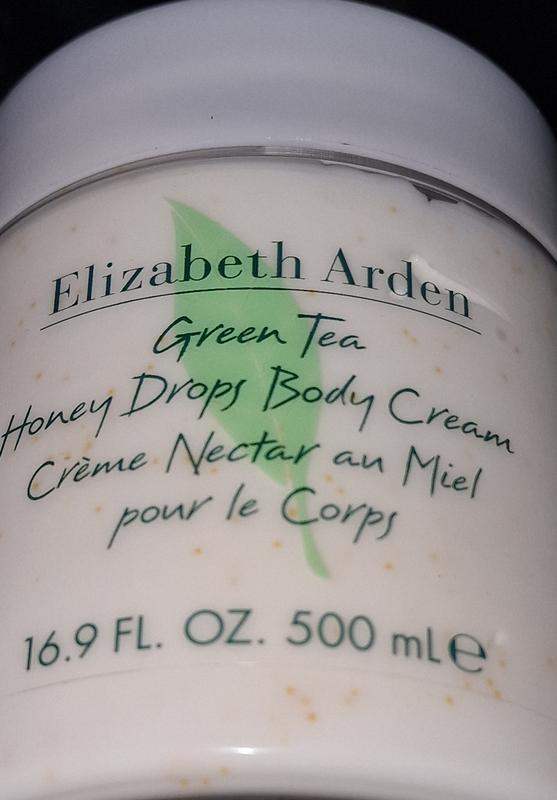 Elizabeth Arden
Green Tea
Honey Drops Body Cream
Crème Nectar au Miel
pour le Corps
16.9 FL. OZ. 500 mL ℮